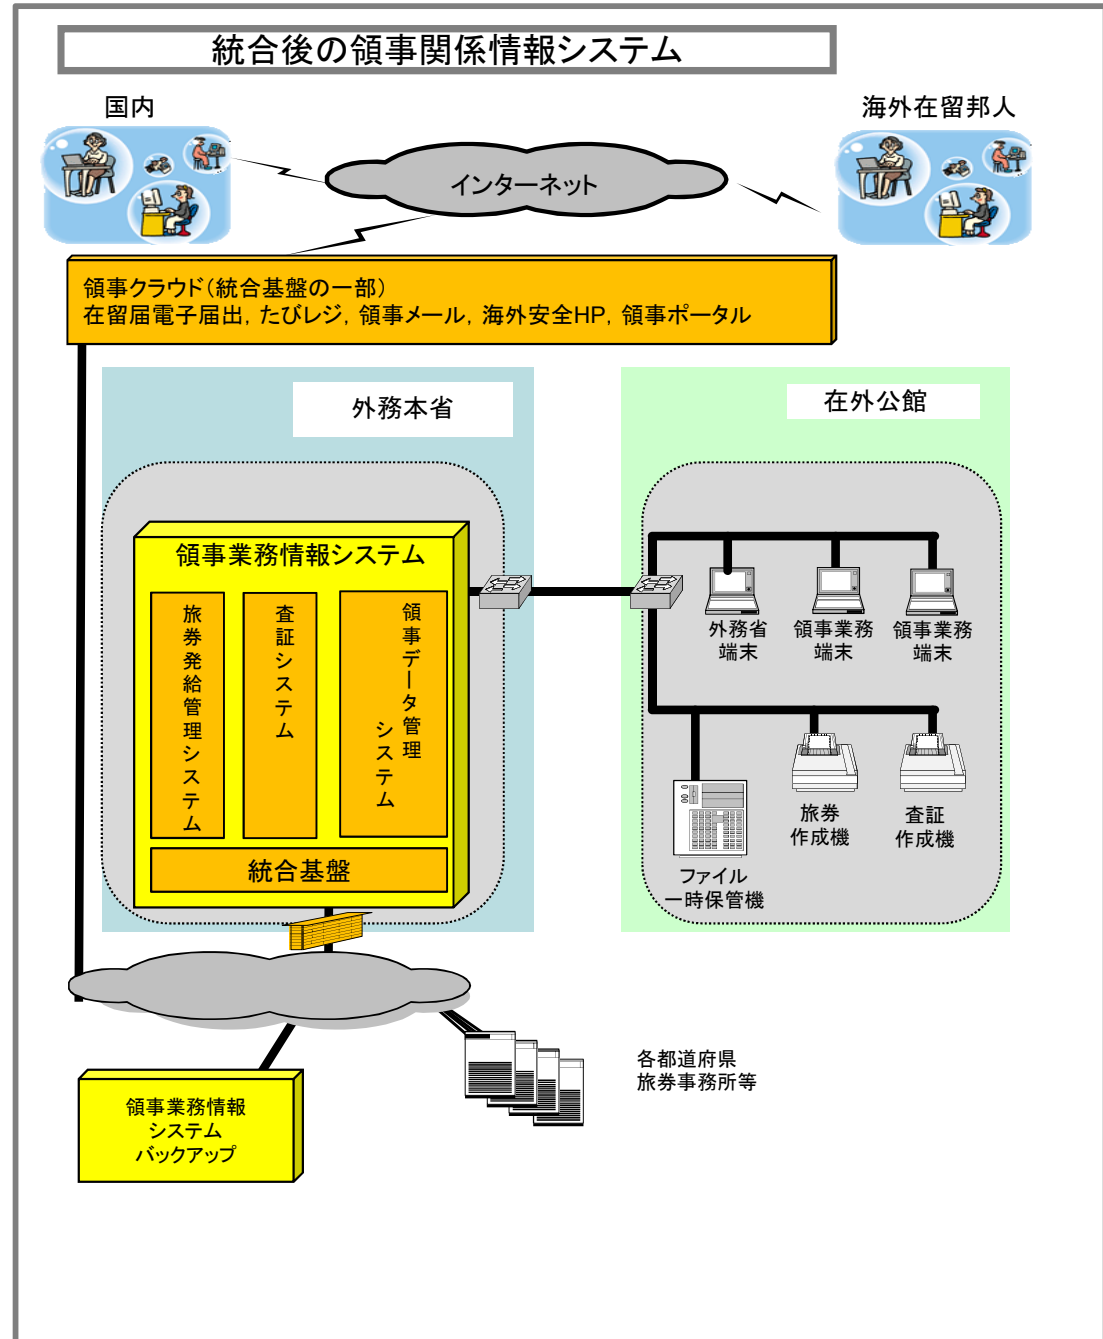 統合後の領事関係情報システム
国内
海外在留邦人
インターネット
領事クラウド（統合基盤の一部）
在留届電子届出，たびレジ，領事メール，海外安全HP，領事ポータル
外務本省
在外公館
領事業務情報システム
旅券発給管理システム
査証システム
領事データ管理
システム
統合基盤
外務省
端末
領事業務
端末
領事業務
端末
ファイル
一時保管機
旅券
作成機
査証
作成機
各都道府県
旅券事務所等
領事業務情報
システム
バックアップ